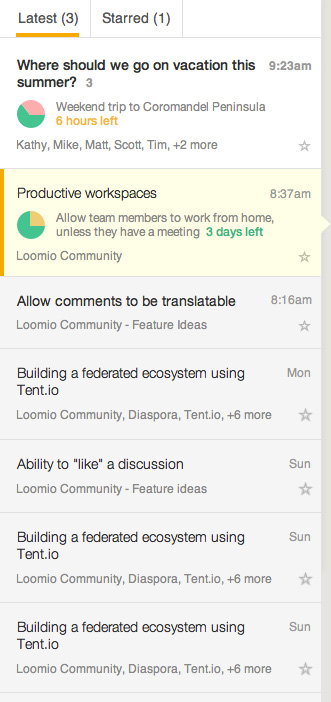 Latest (3) Starred (1)
Where should we go on vacation this 9:23am
summer? 3
Weekend trip to Coromandel Peninsula
6 hours left
Kathy, Mike, Matt, Scott, Tim, +2 more
Productive workspaces 8:37am
Allow team members to work from home,
unless they have a meeting 3 days left
Loomio Community
Allow comments to be translatable 8:16am
Loomio Community - Feature Ideas
Building a federated ecosystem using Mon
Tent.io
Loomio Community, Diaspora, Tent.io, +6 more
Ability to "like" a discussion Sun
Loomio Community - Feature ideas
Building a federated ecosystem using Sun
Tent.io
Loomio Community, Diaspora, Tent.io, +6 more
Building a federated ecosystem using Sun
Tent.io
Loomio Community, Diaspora, Tent.io, +6 more